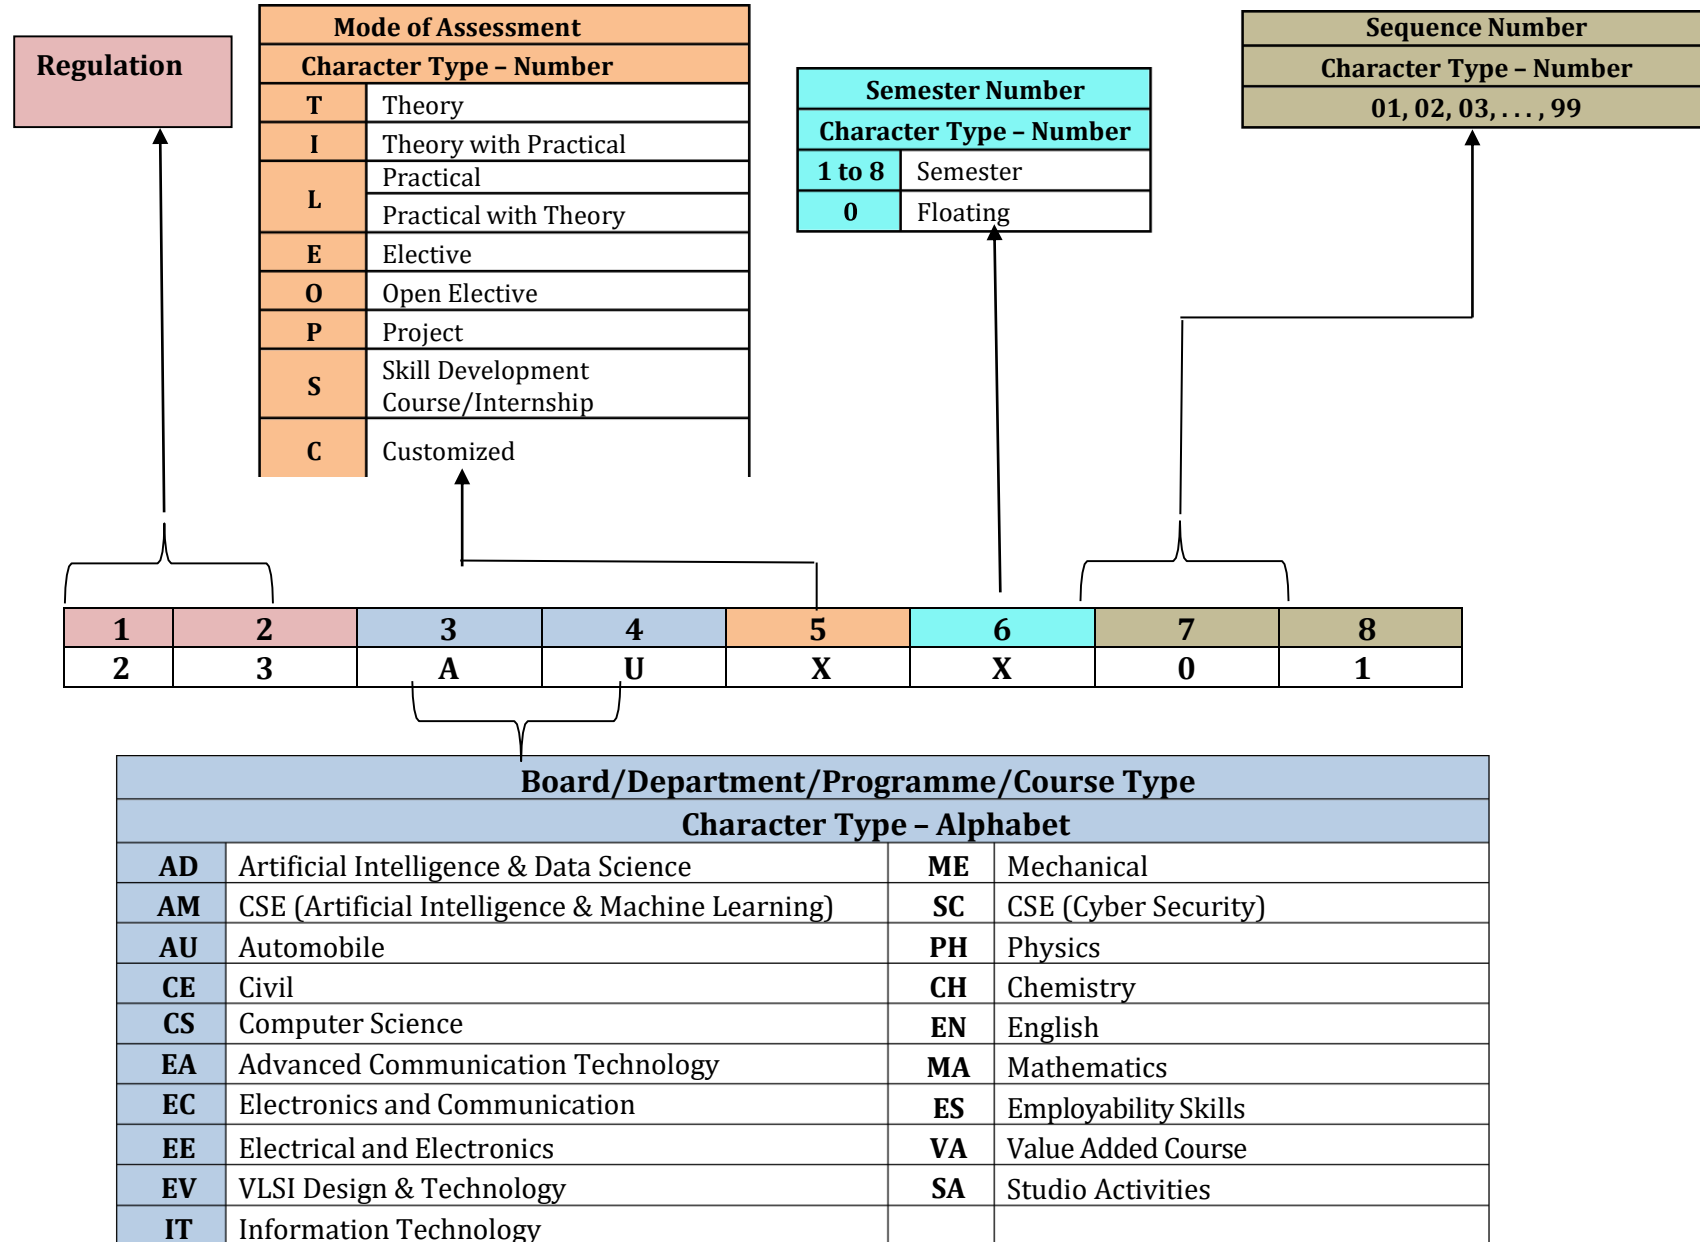 Regulation
Mode of Assessment
Character Type – Number
T Theory
I Theory with Practical
L Practical
Practical with Theory
E Elective
O Open Elective
P Project
S Skill Development
Course/Internship
C Customized
Semester Number
Character Type – Number
1 to 8 Semester
0 Floating
Sequence Number
Character Type – Number
01, 02, 03, . . . , 99
1 2 3 4 5 6 7 8
2 3 A U X X 0 1
Board/Department/Programme/Course Type
Character Type – Alphabet
AD Artificial Intelligence & Data Science ME Mechanical
AM CSE (Artificial Intelligence & Machine Learning) SC CSE (Cyber Security)
AU Automobile PH Physics
CE Civil CH Chemistry
CS Computer Science EN English
EA Advanced Communication Technology MA Mathematics
EC Electronics and Communication ES Employability Skills
EE Electrical and Electronics VA Value Added Course
EV VLSI Design & Technology SA Studio Activities
IT Information Technology